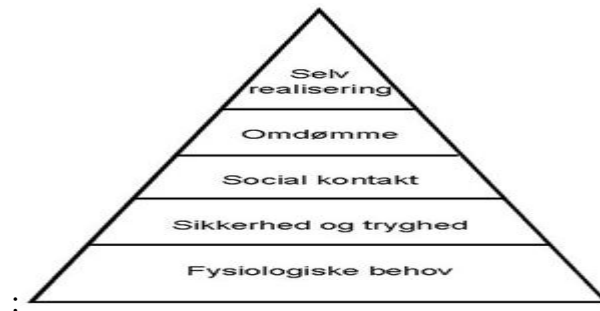 Selv
realisering
Omdømme
Social kontakt
Sikkerhed og tryghed
Fysiologiske behov
: